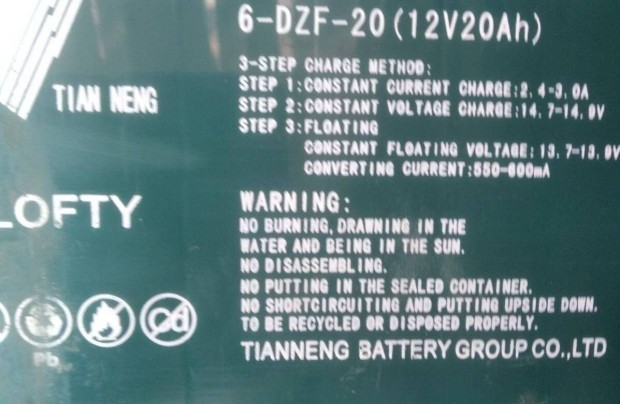 6-DZF-20(12V20Ah)
3-STEP CHARGE METHOD:
STEP 1:CONSTANT CURRENT CHARGE:2.4-3.0A
STEP 2:CONSTANT VOLTAGE CHARGE:14.7-14.9V
STEP 3:FLOATING
CONSTANT FLOATING VOLTAGE: 13.7-13.9V
CONVERTING CURRENT:550-600mA
TIAN NENG
LOFTY
WARNING:
NO BURNING, DRAWNING IN THE
WATER AND BEING IN THE SUN.
NO DISASSEMBLING.
NO PUTTING IN THE SEALED CONTAINER.
NO SHORTCIRCUITING AND PUTTING UPSIDE DOWN.
TO BE RECYCLED OR DISPOSED PROPERLY.
TIANNENG BATTERY GROUP CO.,LTD
Cd
Pb